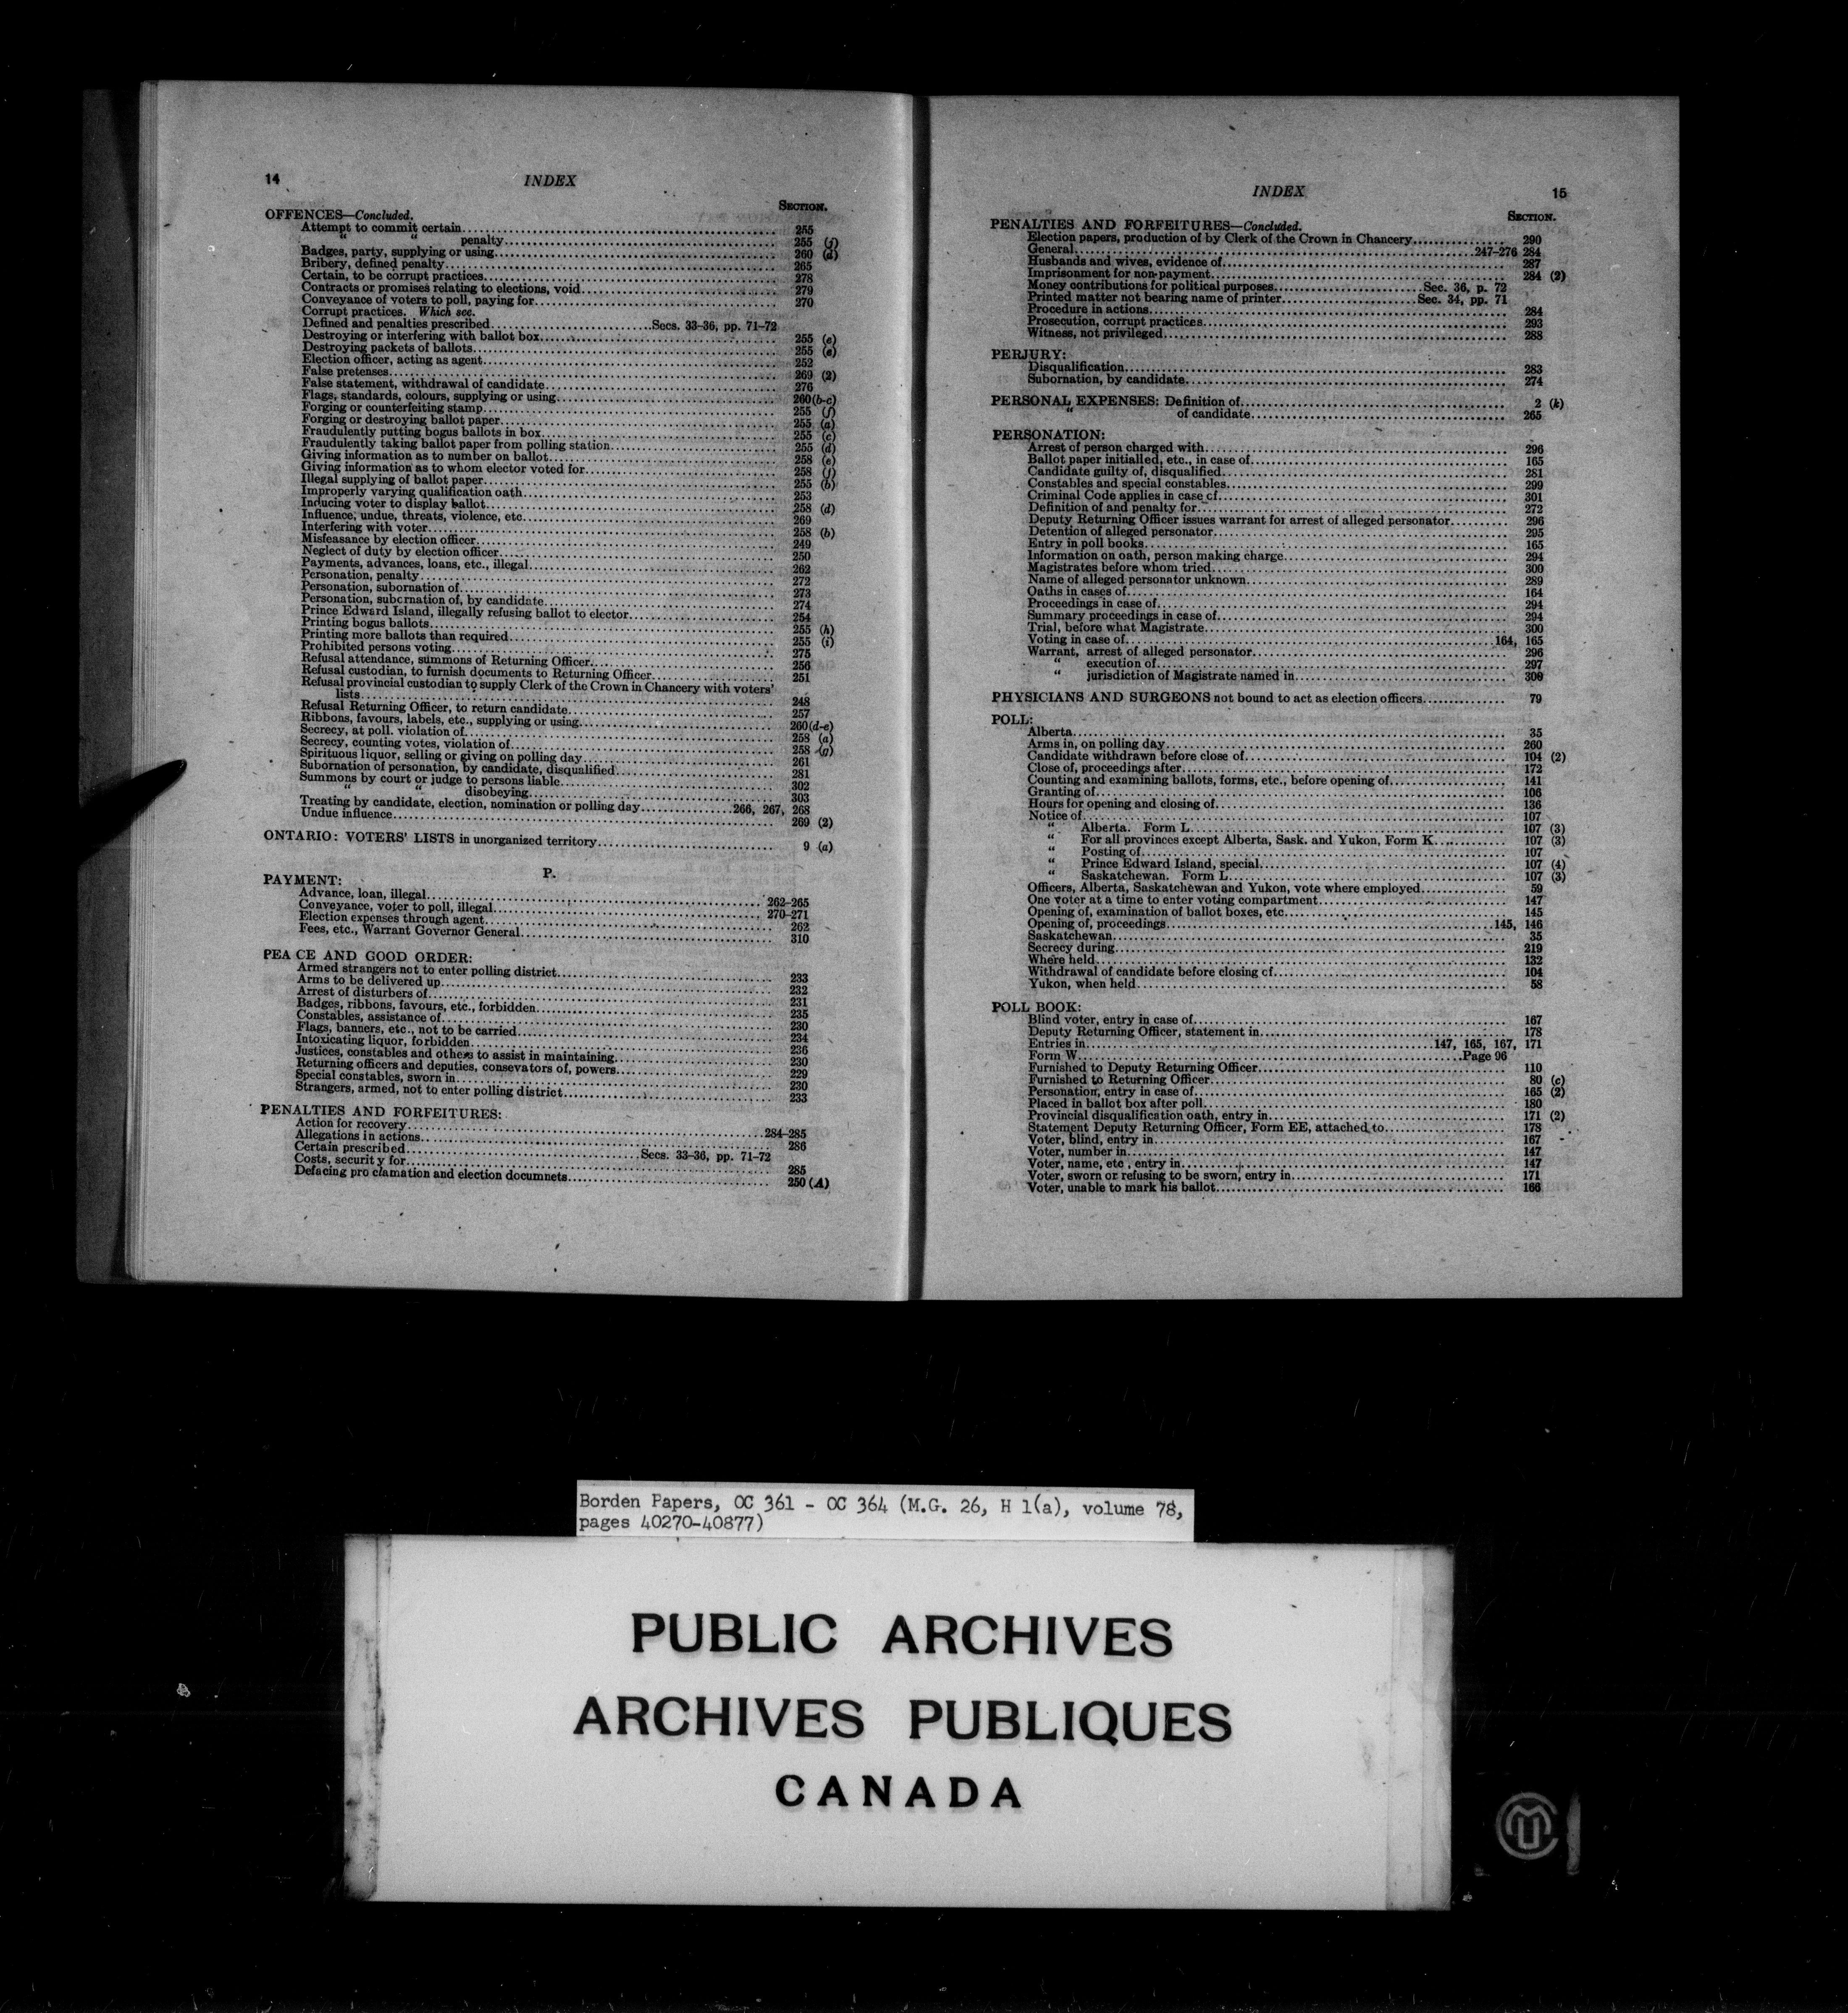 14 INDEX
SECTION.
OFFENCES—Concluded.
Attempt to commit certain 255
“ “ penalty 255 (j)
Badges, party, supplying or using 260 (d)
Bribery, defined penalty 265
Certain, to be corrupt practices 278
Contracts or promises relating to elections, void 279
Conveyance of voters to poll, paying for 270
Corrupt practices. Which see.
Defined and penalties prescribed Secs. 33–36, pp. 71–72
Destroying or interfering with ballot box 255 (e)
Destroying packets of ballots 255 (e)
Election officer, acting as agent 252
False pretenses 269 (2)
False statement, withdrawal of candidate 276
Flags, standards, colours, supplying or using 260(b-c)
Forging or counterfeiting stamp 255 (f)
Forging or destroying ballot paper 255 (a)
Fraudulently putting bogus ballots in box 255 (c)
Fraudulently taking ballot paper from polling station 255 (d)
Giving information as to number on ballot 258 (e)
Giving information as to whom elector voted for 258 (f)
Illegal supplying of ballot paper 255 (b)
Improperly varying qualification oath 253
Inducing voter to display ballot 258 (d)
Influence, undue, threats, violence, etc 269
Interfering with voter 258 (b)
Misfeasance by election officer 249
Neglect of duty by election officer 250
Payments, advances, loans, etc., illegal 262
Personation, penalty 272
Personation, subornation of 273
Personation, subornation of, by candidate 274
Prince Edward Island, illegally refusing ballot to elector 254
Printing bogus ballots 255 (h)
Printing more ballots than required 255 (i)
Prohibited persons voting 275
Refusal attendance, summons of Returning Officer 256
Refusal custodian, to furnish documents to Returning Officer 251
Refusal provincial custodian to supply Clerk of the Crown in Chancery with voters'
lists 248
Refusal Returning Officer, to return candidate 257
Ribbons, favours, labels, etc., supplying or using 260(d-e)
Secrecy, at poll. violation of 258 (a)
Secrecy, counting votes, violation of 258 (g)
Spirituous liquor, selling or giving on polling day 261
Subornation of personation, by candidate, disqualified 281
Summons by court or judge to persons liable 302
“ “ disobeying 303
Treating by candidate, election, nomination or polling day 266, 267, 268
Undue influence 269 (2)
ONTARIO: VOTERS' LISTS in unorganized territory 9 (a)
P.
PAYMENT:
Advance, loan, illegal 262–265
Conveyance, voter to poll, illegal 270–271
Election expenses through agent 262
Fees, etc., Warrant Governor General 310
PEA CE AND GOOD ORDER:
Armed strangers not to enter polling district 233
Arms to be delivered up 232
Arrest of disturbers of 231
Badges, ribbons, favours, etc., forbidden 235
Constables, assistance of 230
Flags, banners, etc., not to be carried 234
Intoxicating liquor, forbidden 236
Justices, constables and others to assist in maintaining 230
Returning officers and deputies, consevators of, powers 229
Special constables, sworn in 230
Strangers, armed, not to enter polling district 233
PENALTIES AND FORFEITURES:
Action for recovery 284–285
Allegations in actions 286
Certain prescribed Secs. 33–36, pp. 71–72
Costs, securit y for 285
Defacing pro clamation and election documnets 250 (A)
INDEX 15
SECTION.
PENALTIES AND FORFEITURES—Concluded.
Election papers, production of by Clerk of the Crown in Chancery 290
General 247–276 284
Husbands and wives, evidence of 287
Imprisonment for non-payment 284 (2)
Money contributions for political purposes Sec. 36, p. 72
Printed matter not bearing name of printer Sec. 34, pp. 71
Procedure in actions 284
Prosecution, corrupt practices 293
Witness, not privileged 288
PERJURY:
Disqualification 283
Subornation, by candidate 274
PERSONAL EXPENSES: Definition of 2 (k)
“ of candidate 265
PERSONATION:
Arrest of person charged with 296
Ballot paper initialled, etc., in case of 165
Candidate guilty of, disqualified 281
Constables and special constables 299
Criminal Code applies in case of 301
Definition of and penalty for 272
Deputy Returning Officer issues warrant for arrest of alleged personator 296
Detention of alleged personator 295
Entry in poll books 165
Information on oath, person making charge 294
Magistrates before whom tried 300
Name of alleged personator unknown 289
Oaths in cases of 164
Proceedings in case of 294
Summary proceedings in case of 294
Trial, before what Magistrate 300
Voting in case of 164, 165
Warrant, arrest of alleged personator 296
“ execution of 297
“ jurisdiction of Magistrate named in 300
PHYSICIANS AND SURGEONS not bound to act as election officers 79
POLL:
Alberta 35
Arms in, on polling day 260
Candidate withdrawn before close of 104 (2)
Close of, proceedings after 172
Counting and examining ballots, forms, etc., before opening of 141
Granting of 106
Hours for opening and closing of 136
Notice of 107
“ Alberta. Form L 107 (3)
“ For all provinces except Alberta, Sask. and Yukon, Form K 107 (3)
“ Posting of 107
“ Prince Edward Island, special 107 (4)
“ Saskatchewan. Form L 107 (3)
Officers, Alberta, Saskatchewan and Yukon, vote where employed 59
One voter at a time to enter voting compartment 147
Opening of, examination of ballot boxes, etc 145
Opening of, proceedings 145, 146
Saskatchewan 35
Secrecy during 219
Where held 132
Withdrawal of candidate before closing of 104
Yukon, when held 58
POLL BOOK:
Blind voter, entry in case of 167
Deputy Returning Officer, statement in 178
Entries in 147, 165, 167, 171
Form W Page 96
Furnished to Deputy Returning Officer 110
Furnished to Returning Officer 80 (c)
Personation, entry in case of 165 (2)
Placed in ballot box after poll 180
Provincial disqualification oath, entry in 171 (2)
Statement Deputy Returning Officer, Form EE, attached to 178
Voter, blind, entry in 167
Voter, number in 147
Voter, name, etc , entry in 147
Voter, sworn or refusing to be sworn, entry in 171
Voter, unable to mark his ballot 166
Borden Papers, OC 361 - OC 364 (M.G. 26, H 1(a), volume 78,
pages 40270-40877)
PUBLIC ARCHIVES
ARCHIVES PUBLIQUES
CANADA